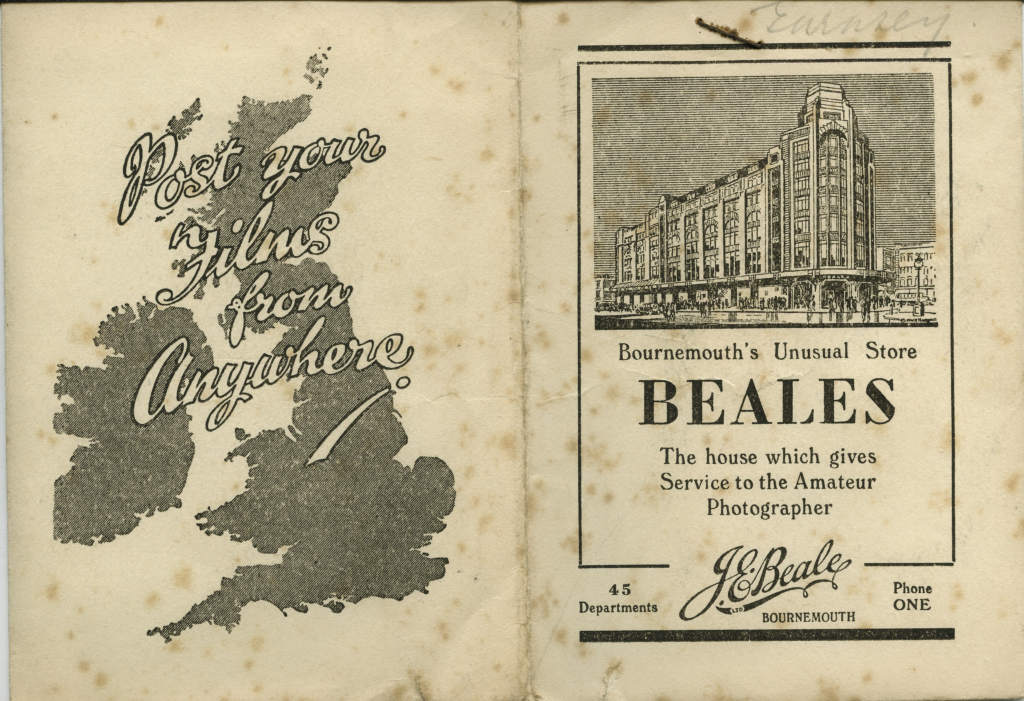 Post your
Films
from
Anywhere
Bournemouth's Unusual Store
BEALES
The house which gives
Service to the Amateur
Photographer
J.E. Beale
LTD
BOURNEMOUTH
45
Departments
Phone
ONE